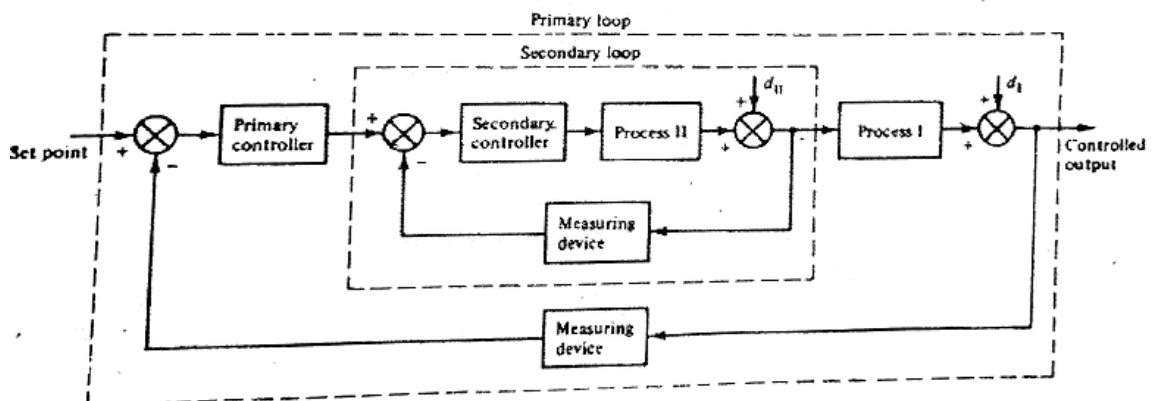 Primary loop
Secondary loop
d_II
d_I
+
+
+
Primary
controller
Secondary
controller
Process II
Process I
Set point
+
−
−
+
+
Controlled
output
Measuring
device
Measuring
device